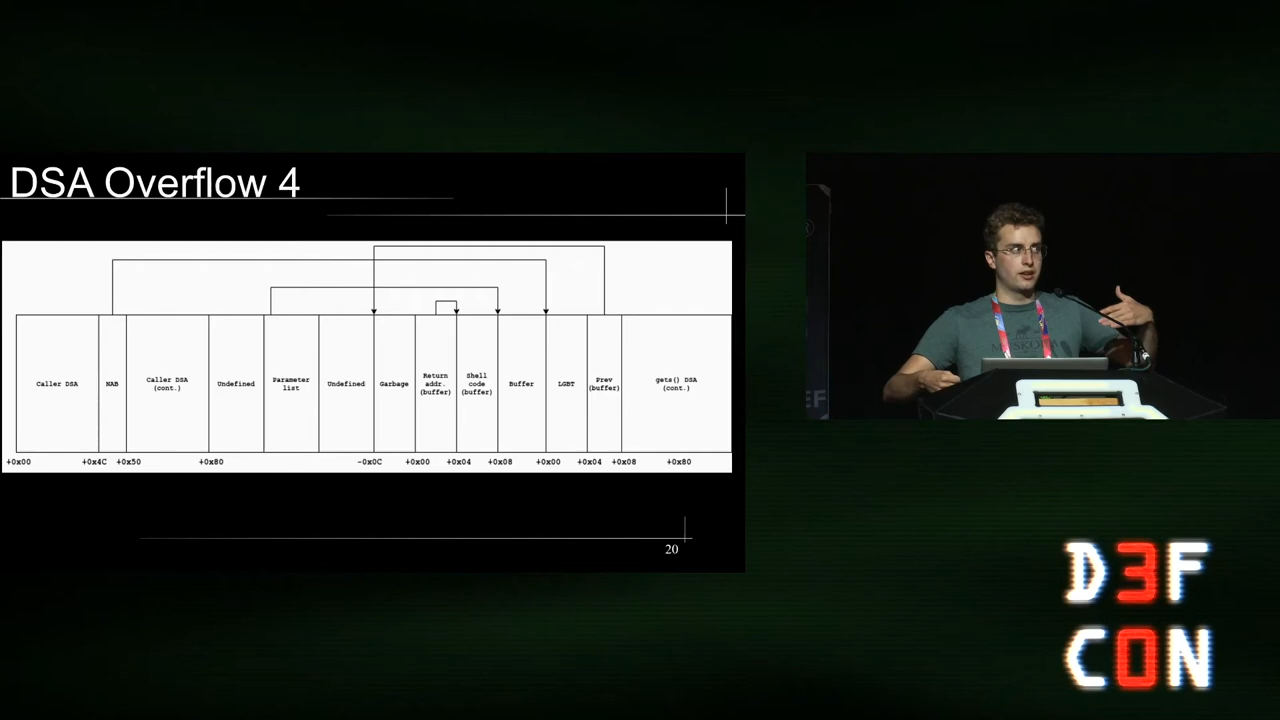 DSA Overflow 4
Caller DSA
NAB
Caller DSA
(cont.)
Undefined
Parameter
list
Undefined
Garbage
Return
addr.
(buffer)
Shell
code
(buffer)
Buffer
LGBT
Prev
(buffer)
gets() DSA
(cont.)
+0x00 +0x4C +0x50 +0x80 -0x0C +0x00 +0x04 +0x08 +0x00 +0x04 +0x08 +0x80
20
EF
D3F
C0N